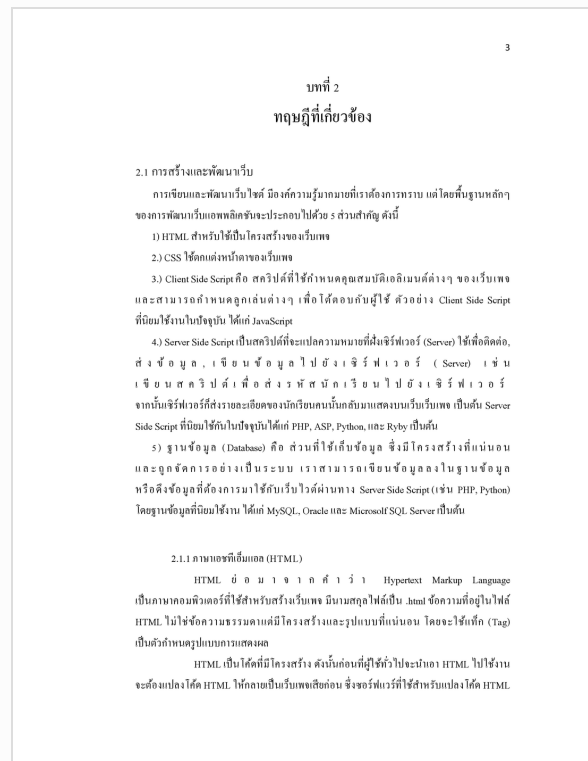 3
บทที่ 2
ทฤษฎีที่เกี่ยวข้อง
2.1 การสร้างและพัฒนาเว็บ
การเขียนและพัฒนาเว็บไซต์ มีองค์ความรู้มากมายที่เราต้องการทราบ แต่โดยพื้นฐานหลักๆ
ของการพัฒนาเว็บแอพพลิเคชันจะประกอบไปด้วย 5 ส่วนสำคัญ ดังนี้
1) HTML สำหรับใช้เป็นโครงสร้างของเว็บเพจ
2.) CSS ใช้ตกแต่งหน้าตาของเว็บเพจ
3.) Client Side Script คือ สคริปต์ที่ใช้กำหนดคุณสมบัติเอลิเมนต์ต่างๆ ของเว็บเพจ
และสามารถกำหนดลูกเล่นต่างๆ เพื่อโต้ตอบกับผู้ใช้ ตัวอย่าง Client Side Script
ที่นิยมใช้งานในปัจจุบัน ได้แก่ JavaScript
4.) Server Side Script เป็นสคริปต์ที่จะแปลความหมายที่ฝั่งเซิร์ฟเวอร์ (Server) ใช้เพื่อติดต่อ,
ส่งข้อมูล, เขียนข้อมูลไปยังเซิร์ฟเวอร์ (Server) เช่น
เขียนสคริปต์เพื่อส่งรหัสนักเรียนไปยังเซิร์ฟเวอร์
จากนั้นเซิร์ฟเวอร์ก็ส่งรายละเอียดของนักเรียนคนนั้นกลับมาแสดงบนเว็บเว็บเพจ เป็นต้น Server
Side Script ที่นิยมใช้กันในปัจจุบันได้แก่ PHP, ASP, Python, และ Ryby เป็นต้น
5) ฐานข้อมูล (Database) คือ ส่วนที่ใช้เก็บข้อมูล ซึ่งมีโครงสร้างที่แน่นอน
และถูกจัดการอย่างเป็นระบบ เราสามารถเขียนข้อมูลลงในฐานข้อมูล
หรือดึงข้อมูลที่ต้องการมาใช้กับเว็บไวต์ผ่านทาง Server Side Script (เช่น PHP, Python)
โดยฐานข้อมูลที่นิยมใช้งาน ได้แก่ MySQL, Oracle และ Microsolf SQL Server เป็นต้น
2.1.1 ภาษาเอชทีเอ็มแอล (HTML)
HTML ย่อมาจากคำว่า Hypertext Markup Language
เป็นภาษาคอมพิวเตอร์ที่ใช้สำหรับสร้างเว็บเพจ มีนามสกุลไฟล์เป็น .html ข้อความที่อยู่ในไฟล์
HTML ไม่ใช่ข้อความธรรมดาแต่มีโครงสร้างและรูปแบบที่แน่นอน โดยจะใช้แท็ก (Tag)
เป็นตัวกำหนดรูปแบบการแสดงผล
HTML เป็นโค้ดที่มีโครงสร้าง ดังนั้นก่อนที่ผู้ใช้ทั่วไปจะนำเอา HTML ไปใช้งาน
จะต้องแปลงโค้ด HTML ให้กลายเป็นเว็บเพจเสียก่อน ซึ่งซอร์ฟแวร์ที่ใช้สำหรับแปลงโค้ด HTML